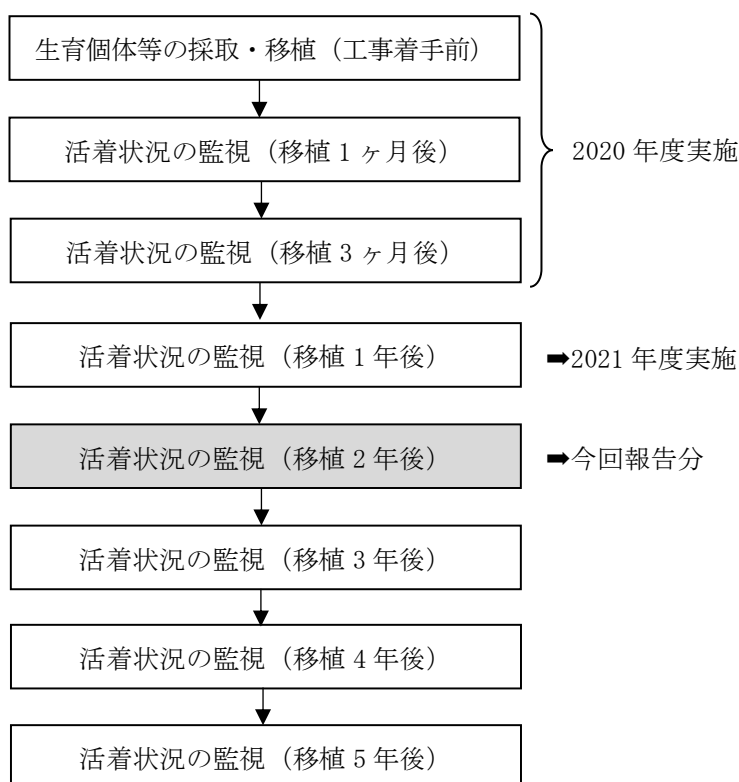 生育個体等の採取・移植（工事着手前）
活着状況の監視（移植 1 ヶ月後）
2020 年度実施
活着状況の監視（移植 3 ヶ月後）
活着状況の監視（移植 1 年後）
➡2021 年度実施
活着状況の監視（移植 2 年後）
➡今回報告分
活着状況の監視（移植 3 年後）
活着状況の監視（移植 4 年後）
活着状況の監視（移植 5 年後）